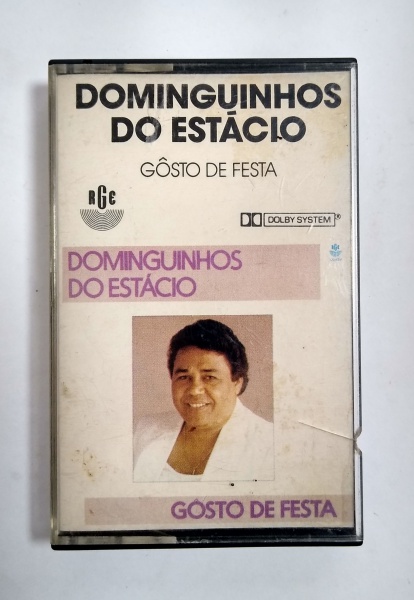 DOMINGUINHOS
DO ESTÁCIO
GÔSTO DE FESTA
RGE
DOLBY SYSTEM ®
DOMINGUINHOS
DO ESTÁCIO
GÔSTO DE FESTA